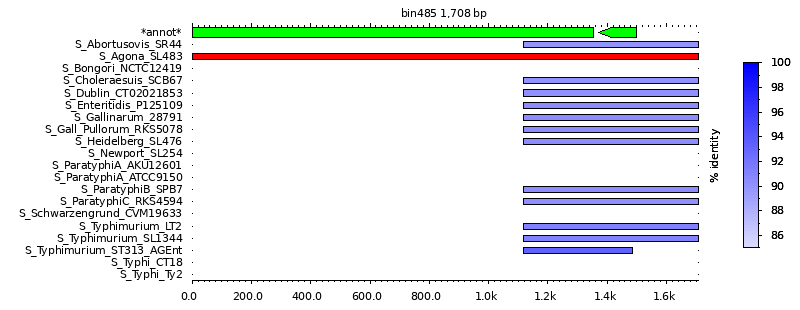 bin485 1,708 bp
*annot*
S_Abortusovis_SR44
S_Agona_SL483
S_Bongori_NCTC12419
S_Choleraesuis_SCB67
S_Dublin_CT02021853
S_Enteritidis_P125109
S_Gallinarum_28791
S_Gall_Pullorum_RKS5078
S_Heidelberg_SL476
S_Newport_SL254
S_ParatyphiA_AKU12601
S_ParatyphiA_ATCC9150
S_ParatyphiB_SPB7
S_ParatyphiC_RKS4594
S_Schwarzengrund_CVM19633
S_Typhimurium_LT2
S_Typhimurium_SL1344
S_Typhimurium_ST313_AGEnt
S_Typhi_CT18
S_Typhi_Ty2
0.0 200.0 400.0 600.0 800.0 1.0k 1.2k 1.4k 1.6k
% identity
100
98
96
94
92
90
88
86